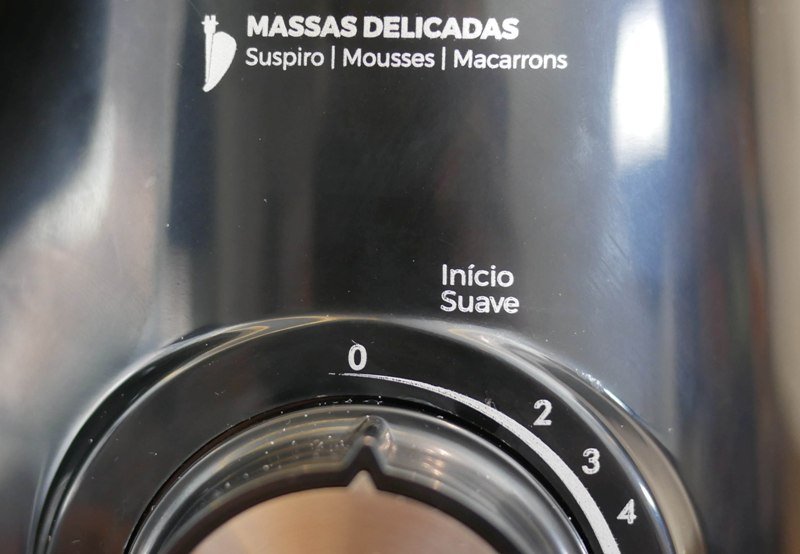 MASSAS DELICADAS
Suspiro | Mousses | Macarrons
Início
Suave
0
2
3
4